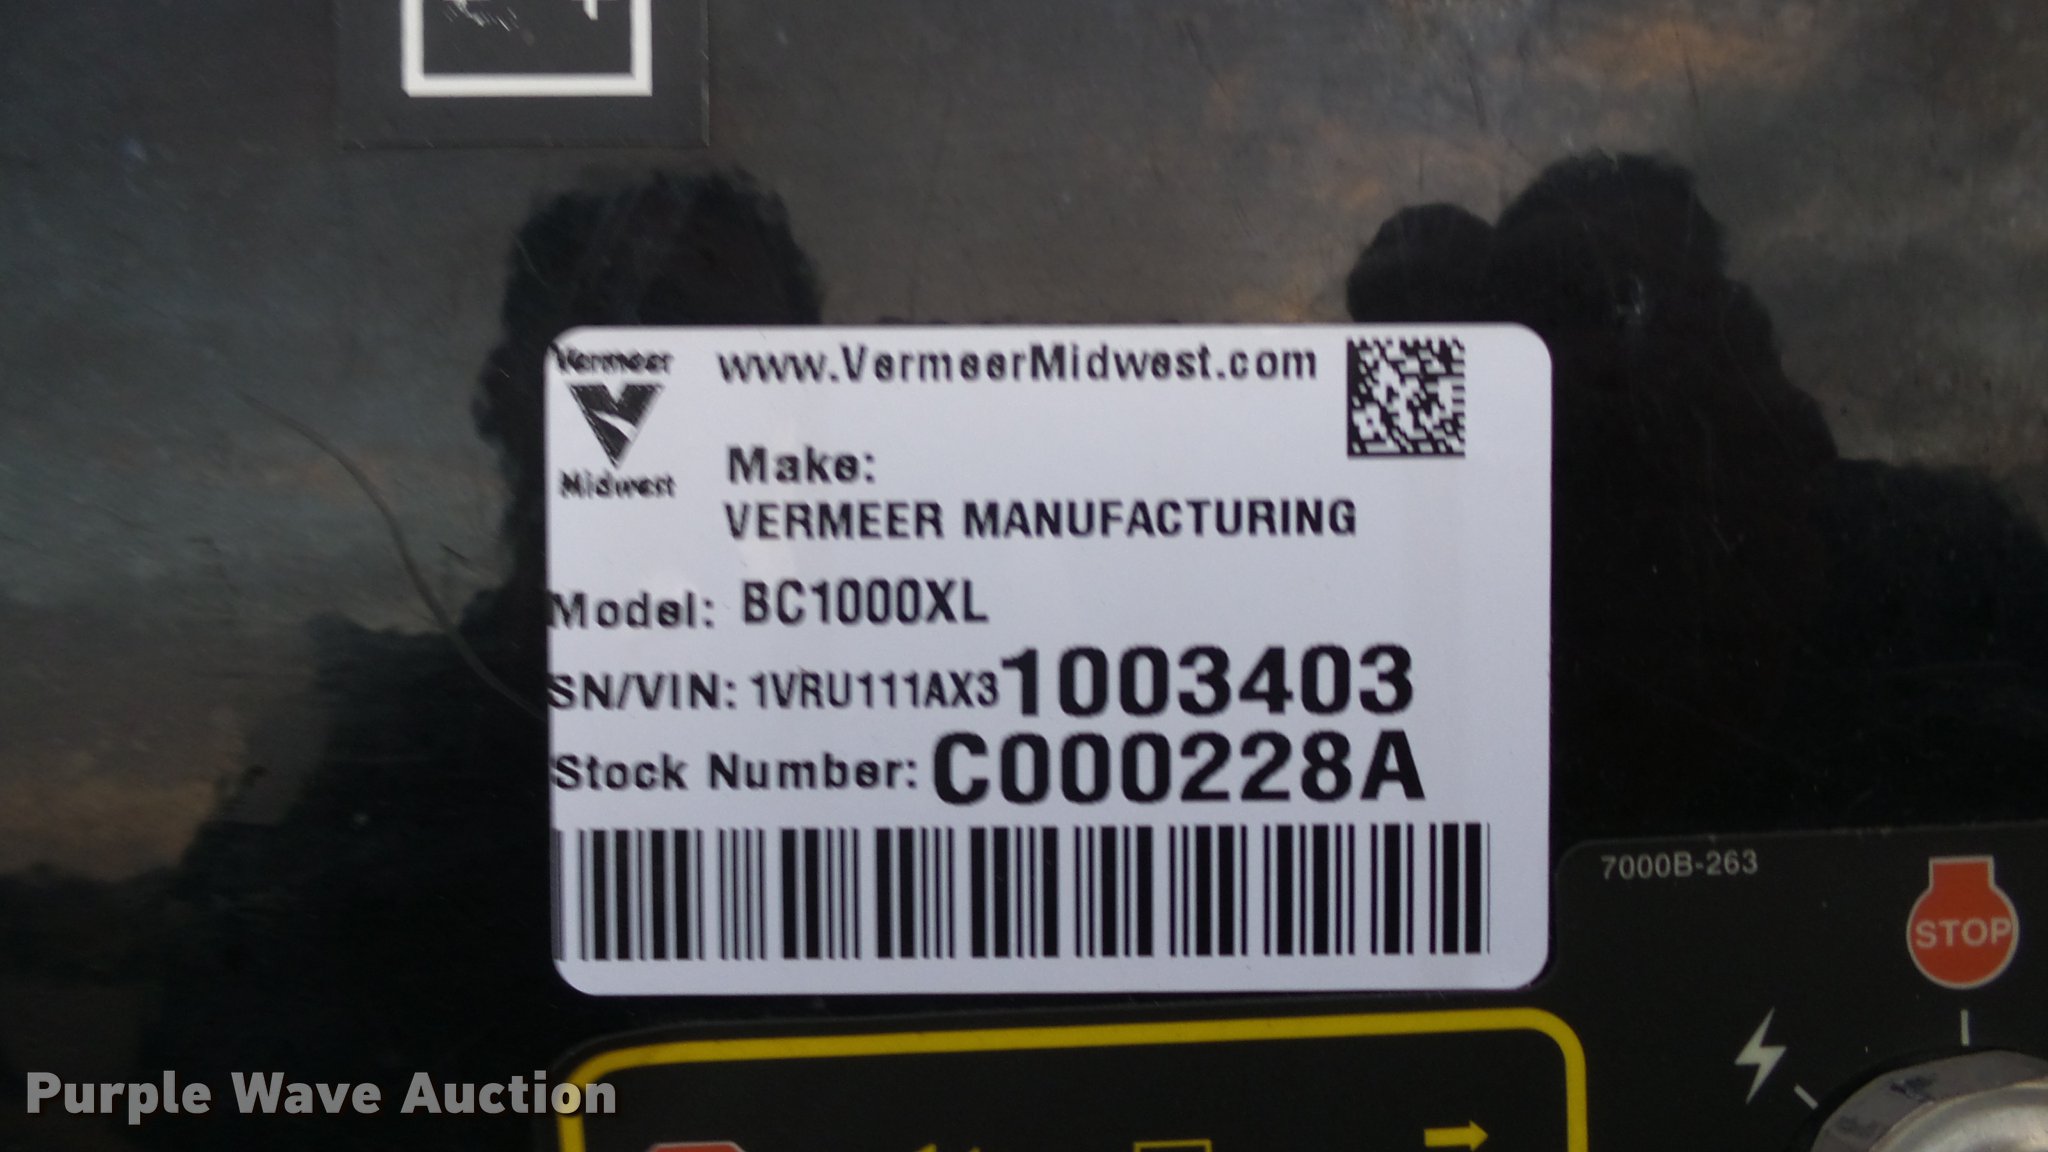 Vermeer
Midwest
www.VermeerMidwest.com
Make:
VERMEER MANUFACTURING
Model: BC1000XL
SN/VIN: 1VRU111AX31003403
Stock Number: C000228A
7000B-263
STOP
Purple Wave Auction